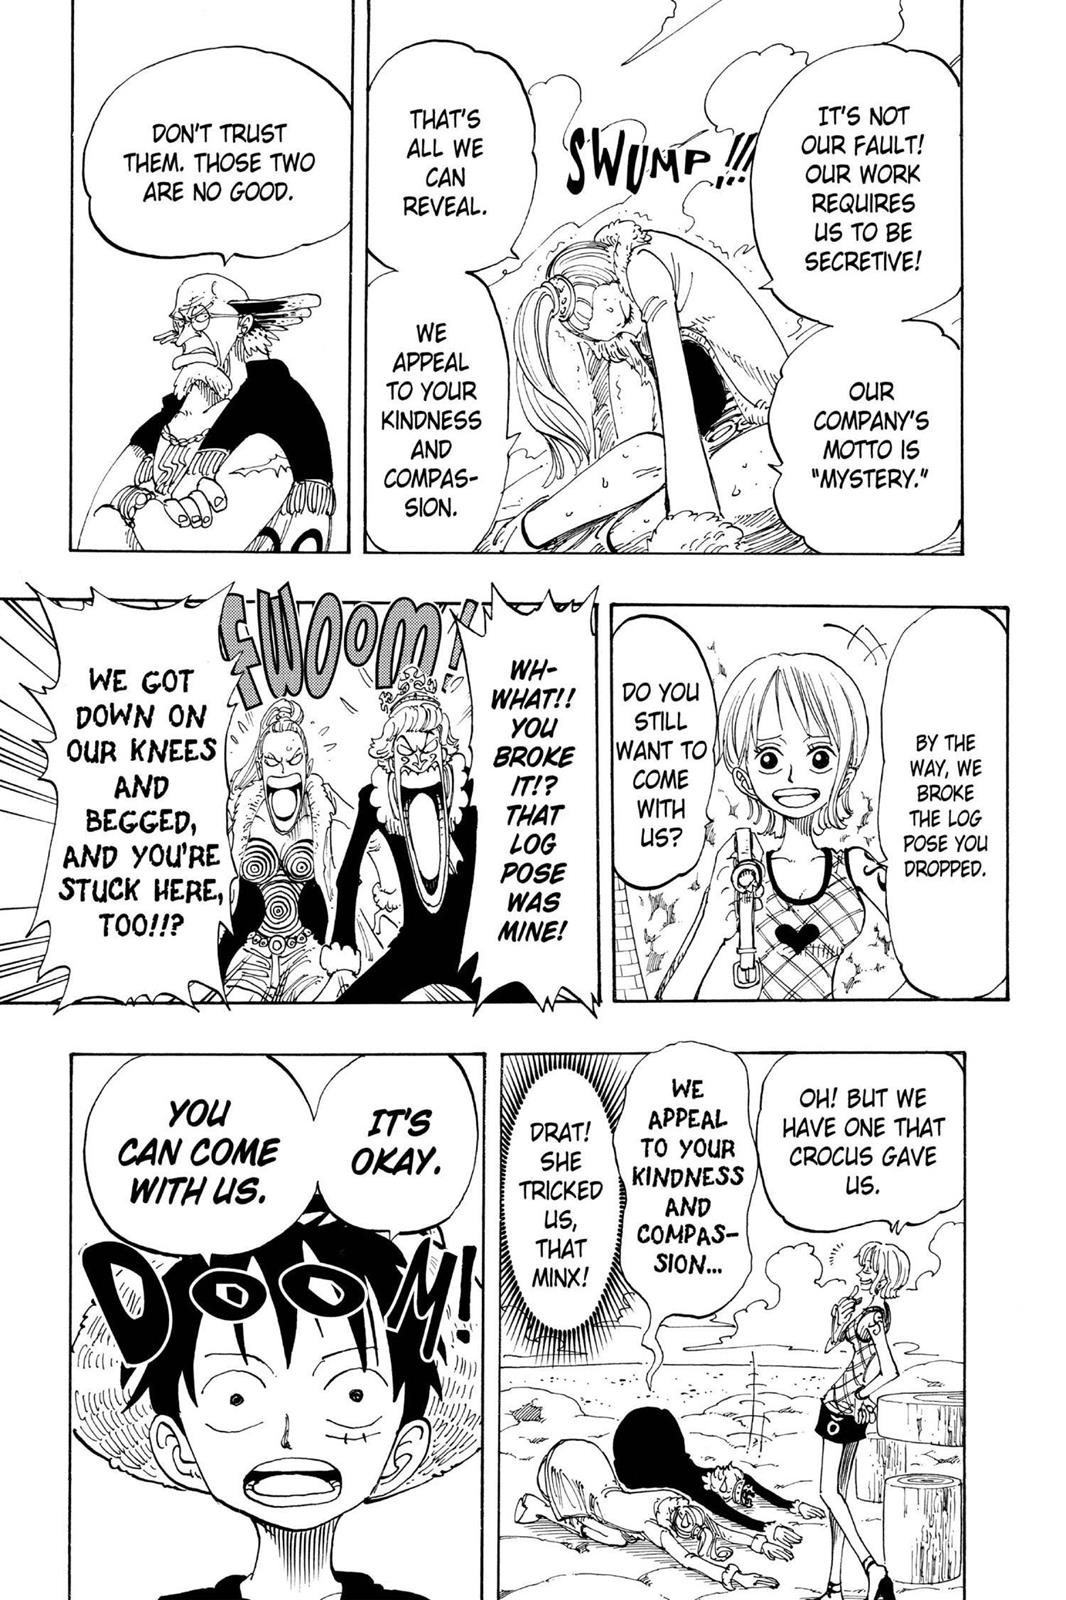 IT'S NOT
OUR FAULT!
OUR WORK
REQUIRES
US TO BE
SECRETIVE!
OUR
COMPANY'S
MOTTO IS
"MYSTERY."
SWUMP,!!!
THAT'S
ALL WE
CAN
REVEAL.
WE
APPEAL
TO YOUR
KINDNESS
AND
COMPAS-
SION.
DON'T TRUST
THEM. THOSE TWO
ARE NO GOOD.
BY THE
WAY, WE
BROKE
THE LOG
POSE YOU
DROPPED.
DO YOU
STILL
WANT TO
COME
WITH
US?
WH-
WHAT!!
YOU
BROKE
IT!?
THAT
LOG
POSE
WAS
MINE!
FWOOM!
WE GOT
DOWN ON
OUR KNEES
AND
BEGGED,
AND YOU'RE
STUCK HERE,
TOO!!?
OH! BUT WE
HAVE ONE THAT
CROCUS GAVE
US.
WE
APPEAL
TO YOUR
KINDNESS
AND
COMPAS-
SION...
DRAT!
SHE
TRICKED
US,
THAT
MINX!
IT'S
OKAY.
YOU
CAN COME
WITH US.
DOOM!